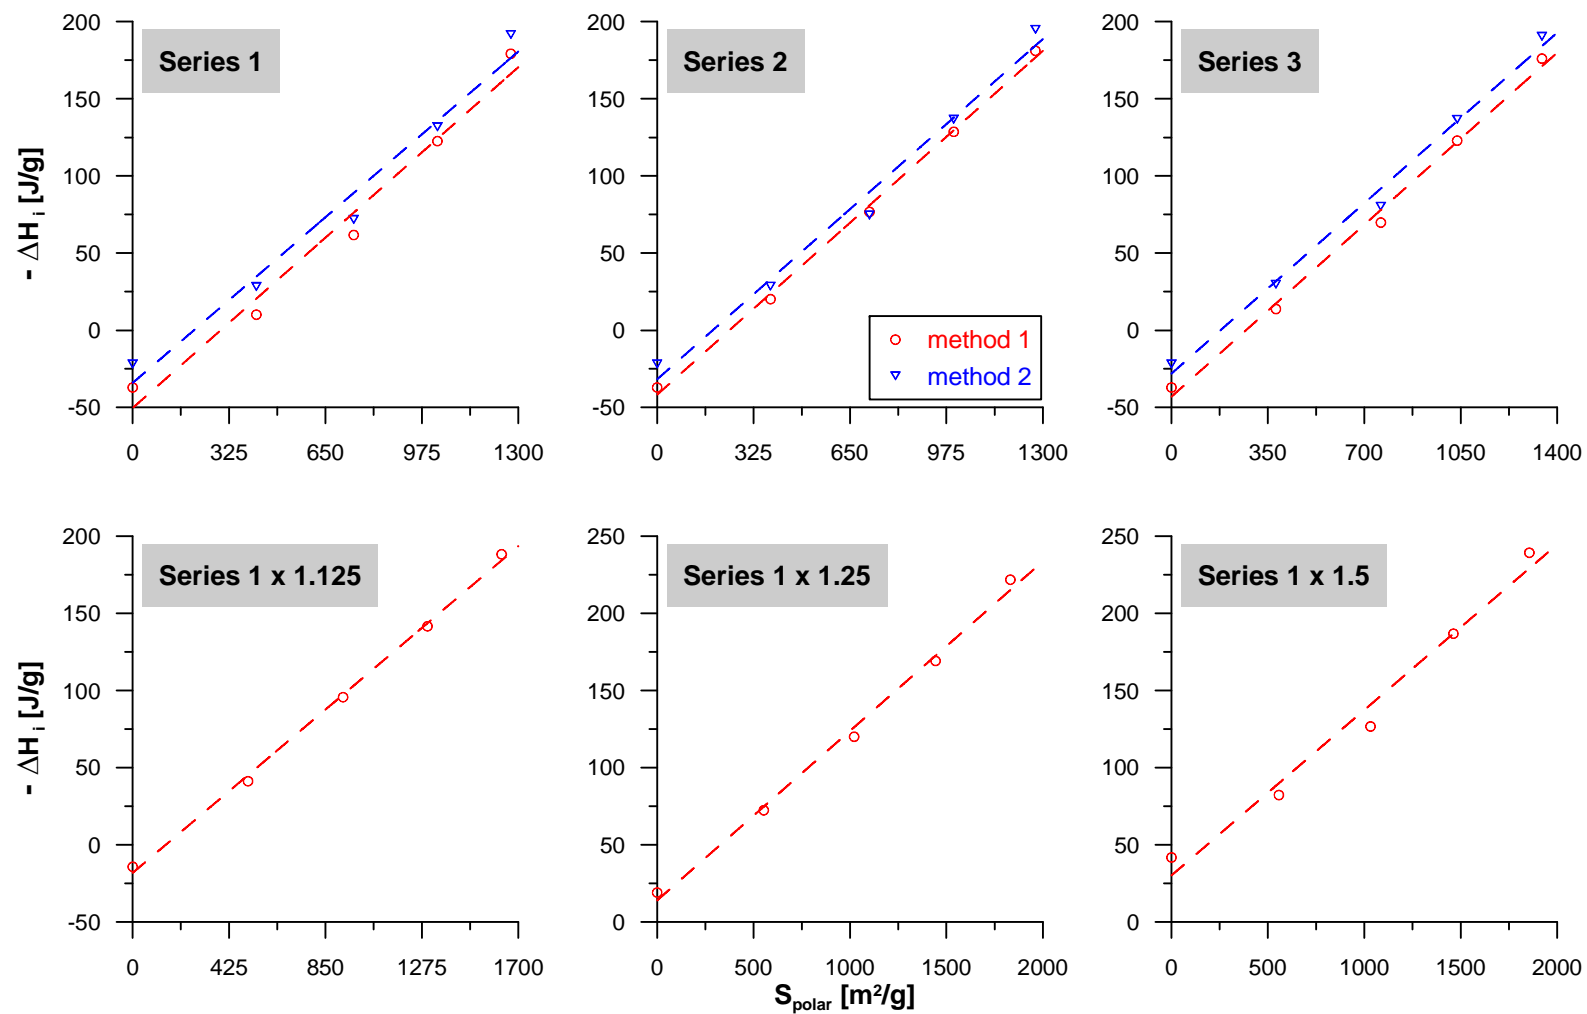 Series 1
Series 2
Series 3
200
150
100
50
0
-50
0 325 650 975 1300
200
150
100
50
0
-50
0 325 650 975 1300
method 1
method 2
200
150
100
50
0
-50
0 350 700 1050 1400
- ΔH i [J/g]
Series 1 x 1.125
Series 1 x 1.25
Series 1 x 1.5
200
150
100
50
0
-50
0 425 850 1275 1700
250
200
150
100
50
0
0 500 1000 1500 2000
250
200
150
100
50
0
0 500 1000 1500 2000
- ΔH i [J/g]
Spolar [m²/g]